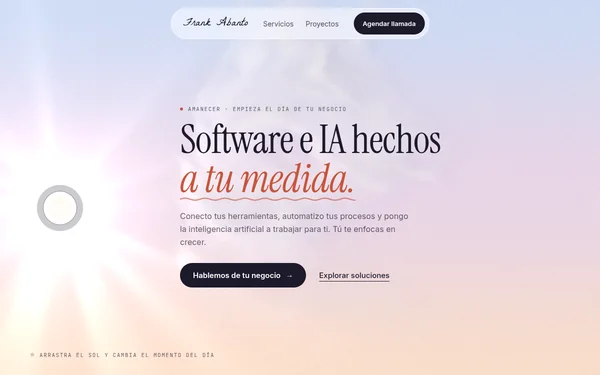 Frank Abanto
Servicios
Proyectos
Agendar llamada
AMANECER · EMPIEZA EL DÍA DE TU NEGOCIO
Software e IA hechos
a tu medida.
Conecto tus herramientas, automatizo tus procesos y pongo
la inteligencia artificial a trabajar para ti. Tú te enfocas en
crecer.
Hablemos de tu negocio →
Explorar soluciones
ARRASTRA EL SOL Y CAMBIA EL MOMENTO DEL DÍA